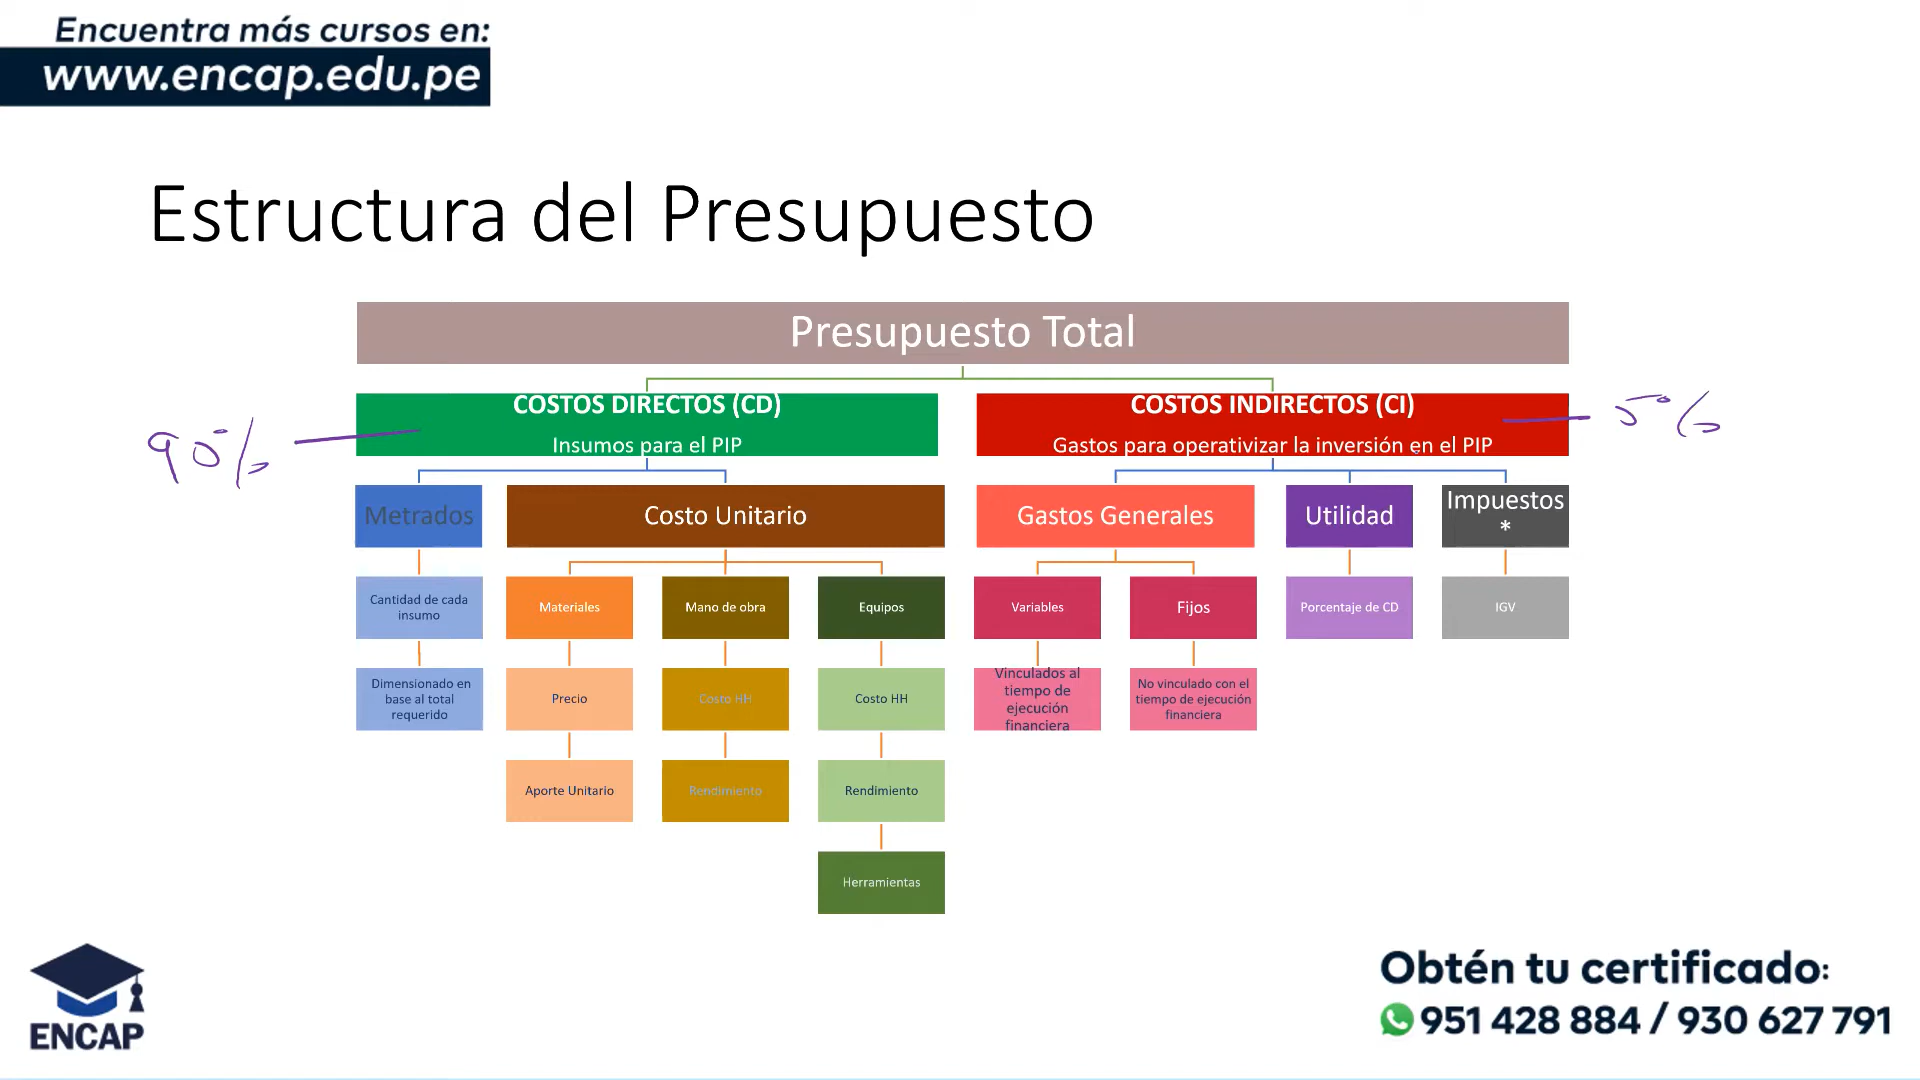 Encuentra más cursos en:
www.encap.edu.pe
Estructura del Presupuesto
Presupuesto Total
COSTOS DIRECTOS (CD)
Insumos para el PIP
COSTOS INDIRECTOS (CI)
Gastos para operativizar la inversión en el PIP
90%
5%
Metrados
Costo Unitario
Gastos Generales
Utilidad
Impuestos
*
Cantidad de cada
insumo
Materiales
Mano de obra
Equipos
Variables
Fijos
Porcentaje de CD
IGV
Dimensionado en
base al total
requerido
Precio
Costo HH
Costo HH
Vinculados al
tiempo de
ejecución
financiera
No vinculado con el
tiempo de ejecución
financiera
Aporte Unitario
Rendimiento
Rendimiento
Herramientas
ENCAP
Obtén tu certificado:
951 428 884 / 930 627 791